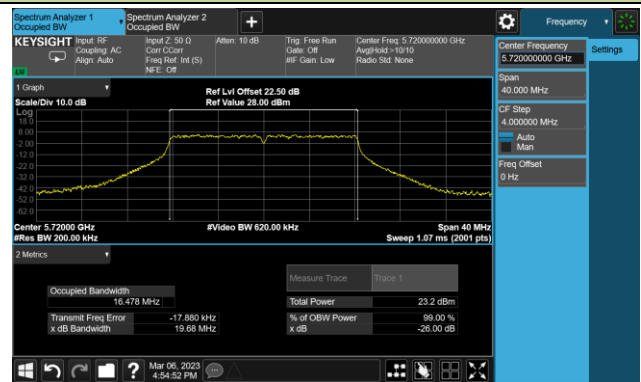 Spectrum Analyzer 1
Occupied BW
Spectrum Analyzer 2
Occupied BW
+
Frequency
KEYSIGHT
Input: RF
Coupling: AC
Align: Auto
Input Z: 50 Ω
Corr CCorr
Freq Ref: Int (S)
NFE: Off
Atten: 10 dB
Trig: Free Run
Gate: Off
#IF Gain: Low
Center Freq: 5.720000000 GHz
Avg|Hold:>10/10
Radio Std: None
Center Frequency
5.720000000 GHz
Settings
Span
40.000 MHz
CF Step
4.000000 MHz
Auto
Man
Freq Offset
0 Hz
1 Graph
Scale/Div 10.0 dB
Ref Lvl Offset 22.50 dB
Ref Value 28.00 dBm
Log
18.0
8.00
-2.00
-12.0
-22.0
-32.0
-42.0
-52.0
-62.0
Center 5.72000 GHz
#Res BW 200.00 kHz
#Video BW 620.00 kHz
Span 40 MHz
Sweep 1.07 ms (2001 pts)
2 Metrics
Measure Trace
Trace 1
Occupied Bandwidth
16.478 MHz
Total Power
23.2 dBm
Transmit Freq Error
-17.880 kHz
% of OBW Power
99.00 %
x dB Bandwidth
19.68 MHz
x dB
-26.00 dB
?
Mar 06, 2023
4:54:52 PM